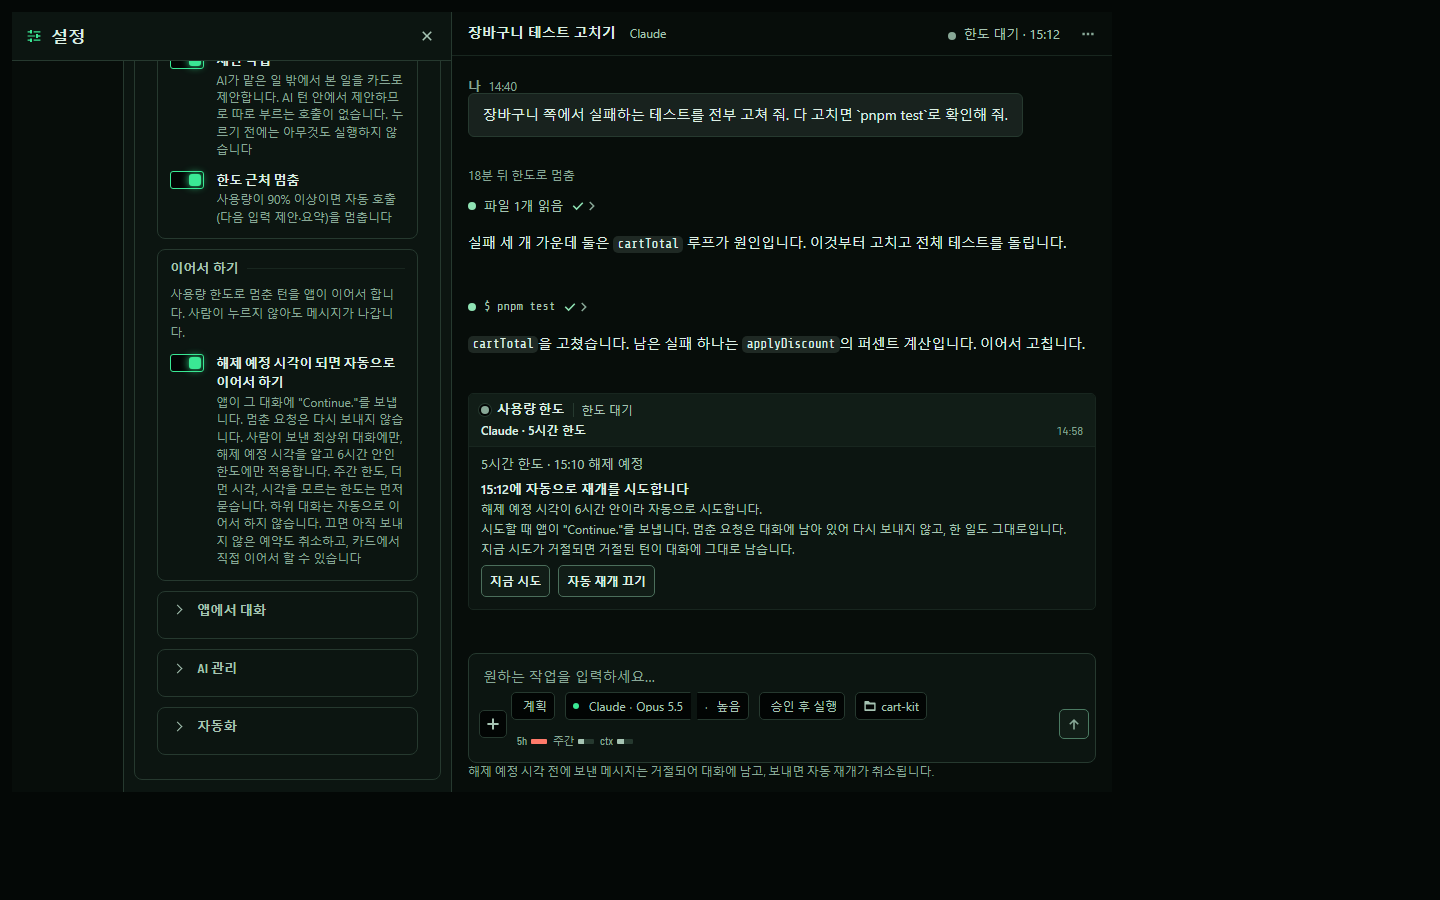 설정
AI가 맡은 일 밖에서 본 일을 카드로
제안합니다. AI 턴 안에서 제안하므
로 따로 부르는 호출이 없습니다. 누
르기 전에는 아무것도 실행하지 않
습니다
한도 근처 멈춤
사용량이 90% 이상이면 자동 호출
(다음 입력 제안·요약)을 멈춥니다
이어서 하기
사용량 한도로 멈춘 턴을 앱이 이어서 합니
다. 사람이 누르지 않아도 메시지가 나갑니
다.
해제 예정 시각이 되면 자동으로
이어서 하기
앱이 그 대화에 "Continue."를 보냅
니다. 멈춘 요청은 다시 보내지 않습
니다. 사람이 보낸 최상위 대화에만,
해제 예정 시각을 알고 6시간 안인
한도에만 적용합니다. 주간 한도, 더
먼 시각, 시각을 모르는 한도는 먼저
묻습니다. 하위 대화는 자동으로 이
어서 하지 않습니다. 끄면 아직 보내
지 않은 예약도 취소하고, 카드에서
직접 이어서 할 수 있습니다
앱에서 대화
AI 관리
자동화
장바구니 테스트 고치기 Claude
한도 대기 · 15:12
나 14:40
장바구니 쪽에서 실패하는 테스트를 전부 고쳐 줘. 다 고치면 `pnpm test`로 확인해 줘.
18분 뒤 한도로 멈춤
파일 1개 읽음
실패 세 개 가운데 둘은 cartTotal 루프가 원인입니다. 이것부터 고치고 전체 테스트를 돌립니다.
$ pnpm test
cartTotal을 고쳤습니다. 남은 실패 하나는 applyDiscount의 퍼센트 계산입니다. 이어서 고칩니다.
사용량 한도 한도 대기
Claude · 5시간 한도 14:58
5시간 한도 · 15:10 해제 예정
15:12에 자동으로 재개를 시도합니다
해제 예정 시각이 6시간 안이라 자동으로 시도합니다.
시도할 때 앱이 "Continue."를 보냅니다. 멈춘 요청은 대화에 남아 있어 다시 보내지 않고, 한 일도 그대로입니다.
지금 시도가 거절되면 거절된 턴이 대화에 그대로 남습니다.
지금 시도 자동 재개 끄기
원하는 작업을 입력하세요...
계획 Claude · Opus 5.5 · 높음 승인 후 실행 cart-kit
5h 주간 ctx
해제 예정 시각 전에 보낸 메시지는 거절되어 대화에 남고, 보내면 자동 재개가 취소됩니다.